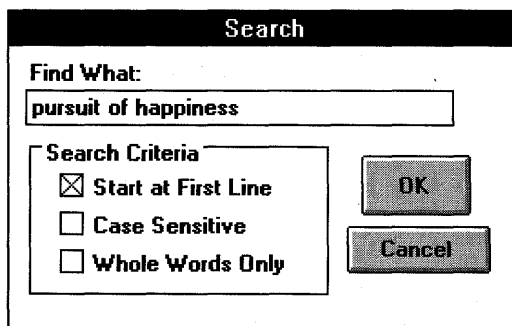 Search
Find What:
pursuit of happiness
Search Criteria
Start at First Line
OK
Case Sensitive
Cancel
Whole Words Only